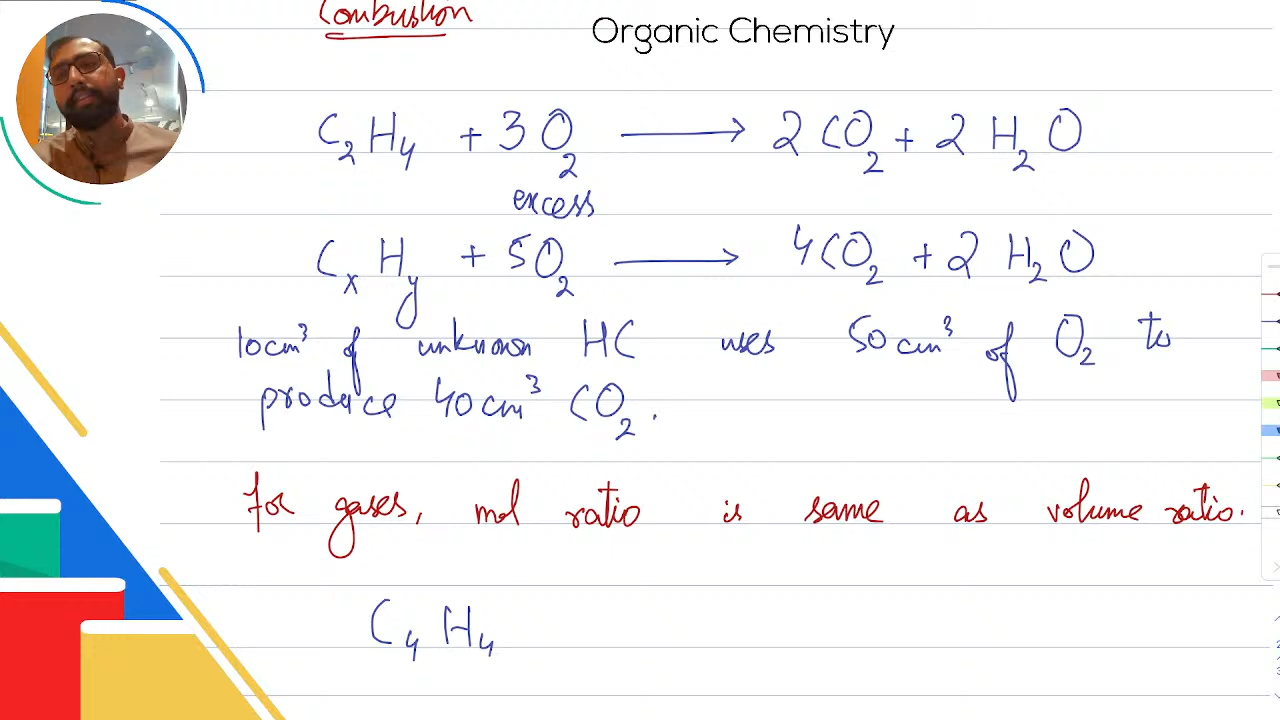 Combustion
Organic Chemistry
C₂H₄ + 3O₂ ⟶ 2CO₂ + 2H₂O
excess
CₓHᵧ + 5O₂ ⟶ 4CO₂ + 2H₂O
10cm³ of unknown HC uses 50cm³ of O₂ to
produce 40cm³ CO₂.
for gases, mol ratio is same as volume ratio.
C₄H₄